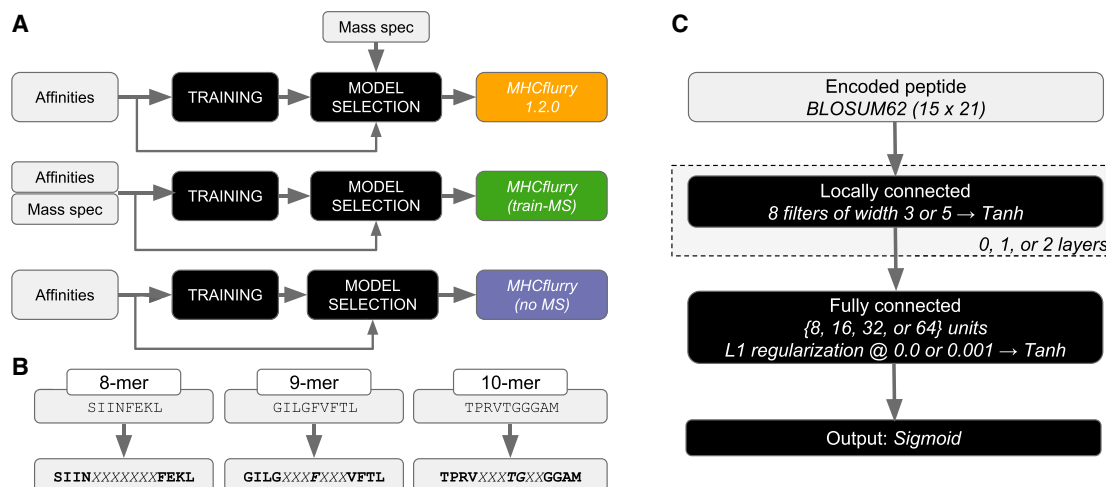 A
Mass spec
Affinities
TRAINING
MODEL
SELECTION
MHCflurry
1.2.0
Affinities
Mass spec
TRAINING
MODEL
SELECTION
MHCflurry
(train-MS)
Affinities
TRAINING
MODEL
SELECTION
MHCflurry
(no MS)
B
8-mer
SIINFEKL
SIINXXXXXXXFEKL
9-mer
GILGFVFTL
GILGXXXFXXXVFTL
10-mer
TPRVTGGGAM
TPRVXXXTGXXGGAM
C
Encoded peptide
BLOSUM62 (15 x 21)
Locally connected
8 filters of width 3 or 5 → Tanh
0, 1, or 2 layers
Fully connected
{8, 16, 32, or 64} units
L1 regularization @ 0.0 or 0.001 → Tanh
Output: Sigmoid